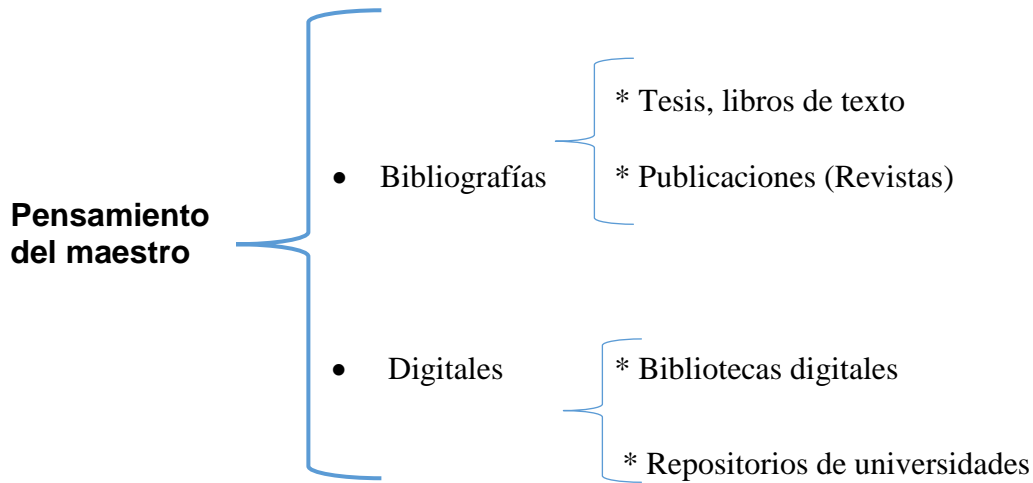 Pensamiento
del maestro
• Bibliografías
* Tesis, libros de texto
* Publicaciones (Revistas)
• Digitales
* Bibliotecas digitales
* Repositorios de universidades